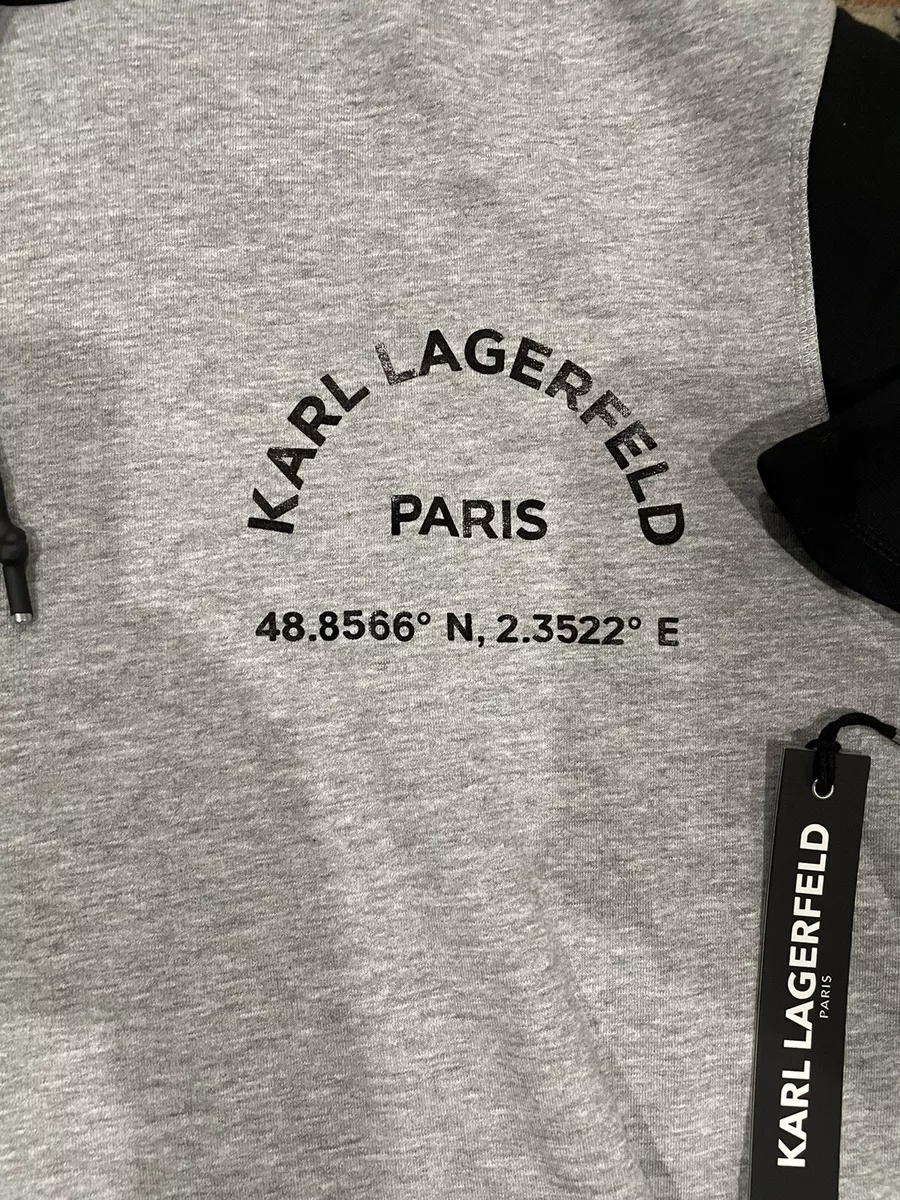 KARL LAGERFELD
PARIS
48.8566° N, 2.3522° E
KARL LAGERFELD
PARIS